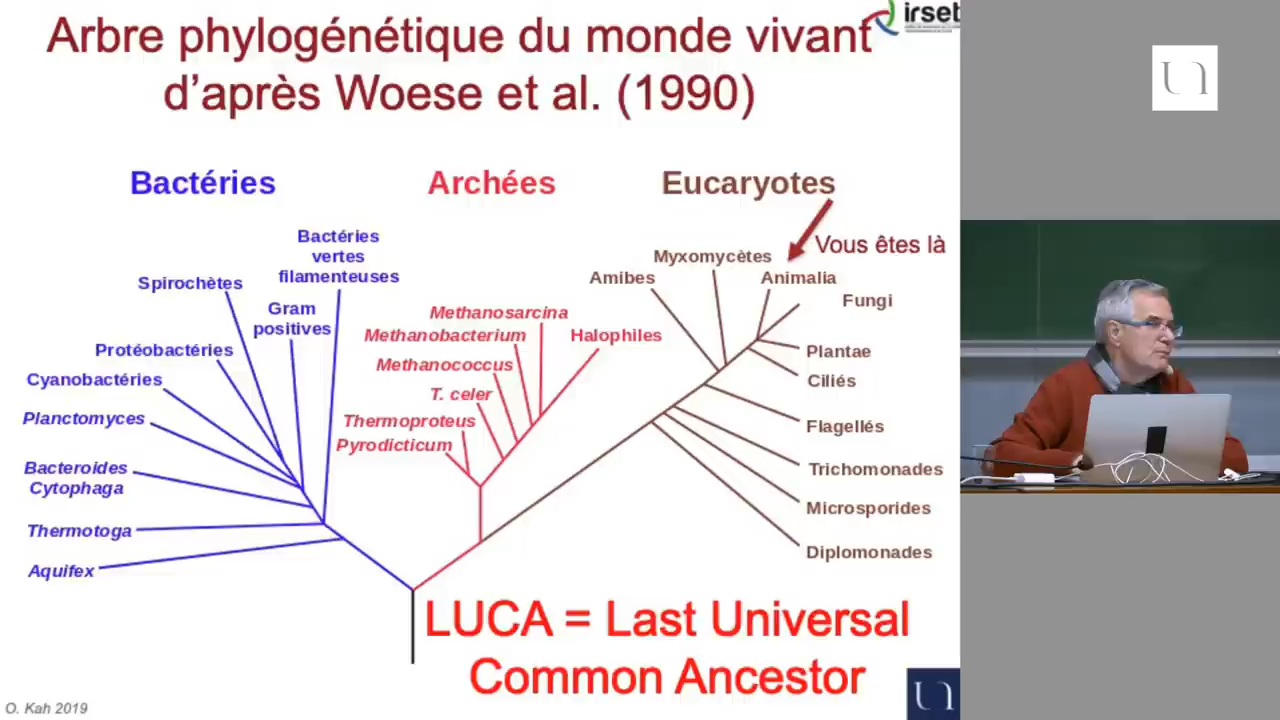 Arbre phylogénétique du monde vivant
d'après Woese et al. (1990)
irset
Bactéries
Archées
Eucaryotes
Vous êtes là
Bactéries
vertes
filamenteuses
Spirochètes
Gram
positives
Protéobactéries
Cyanobactéries
Planctomyces
Bacteroides
Cytophaga
Thermotoga
Aquifex
Methanosarcina
Methanobacterium
Halophiles
Methanococcus
T. celer
Thermoproteus
Pyrodicticum
Myxomycètes
Amibes
Animalia
Fungi
Plantae
Ciliés
Flagellés
Trichomonades
Microsporides
Diplomonades
LUCA = Last Universal
Common Ancestor
O. Kah 2019